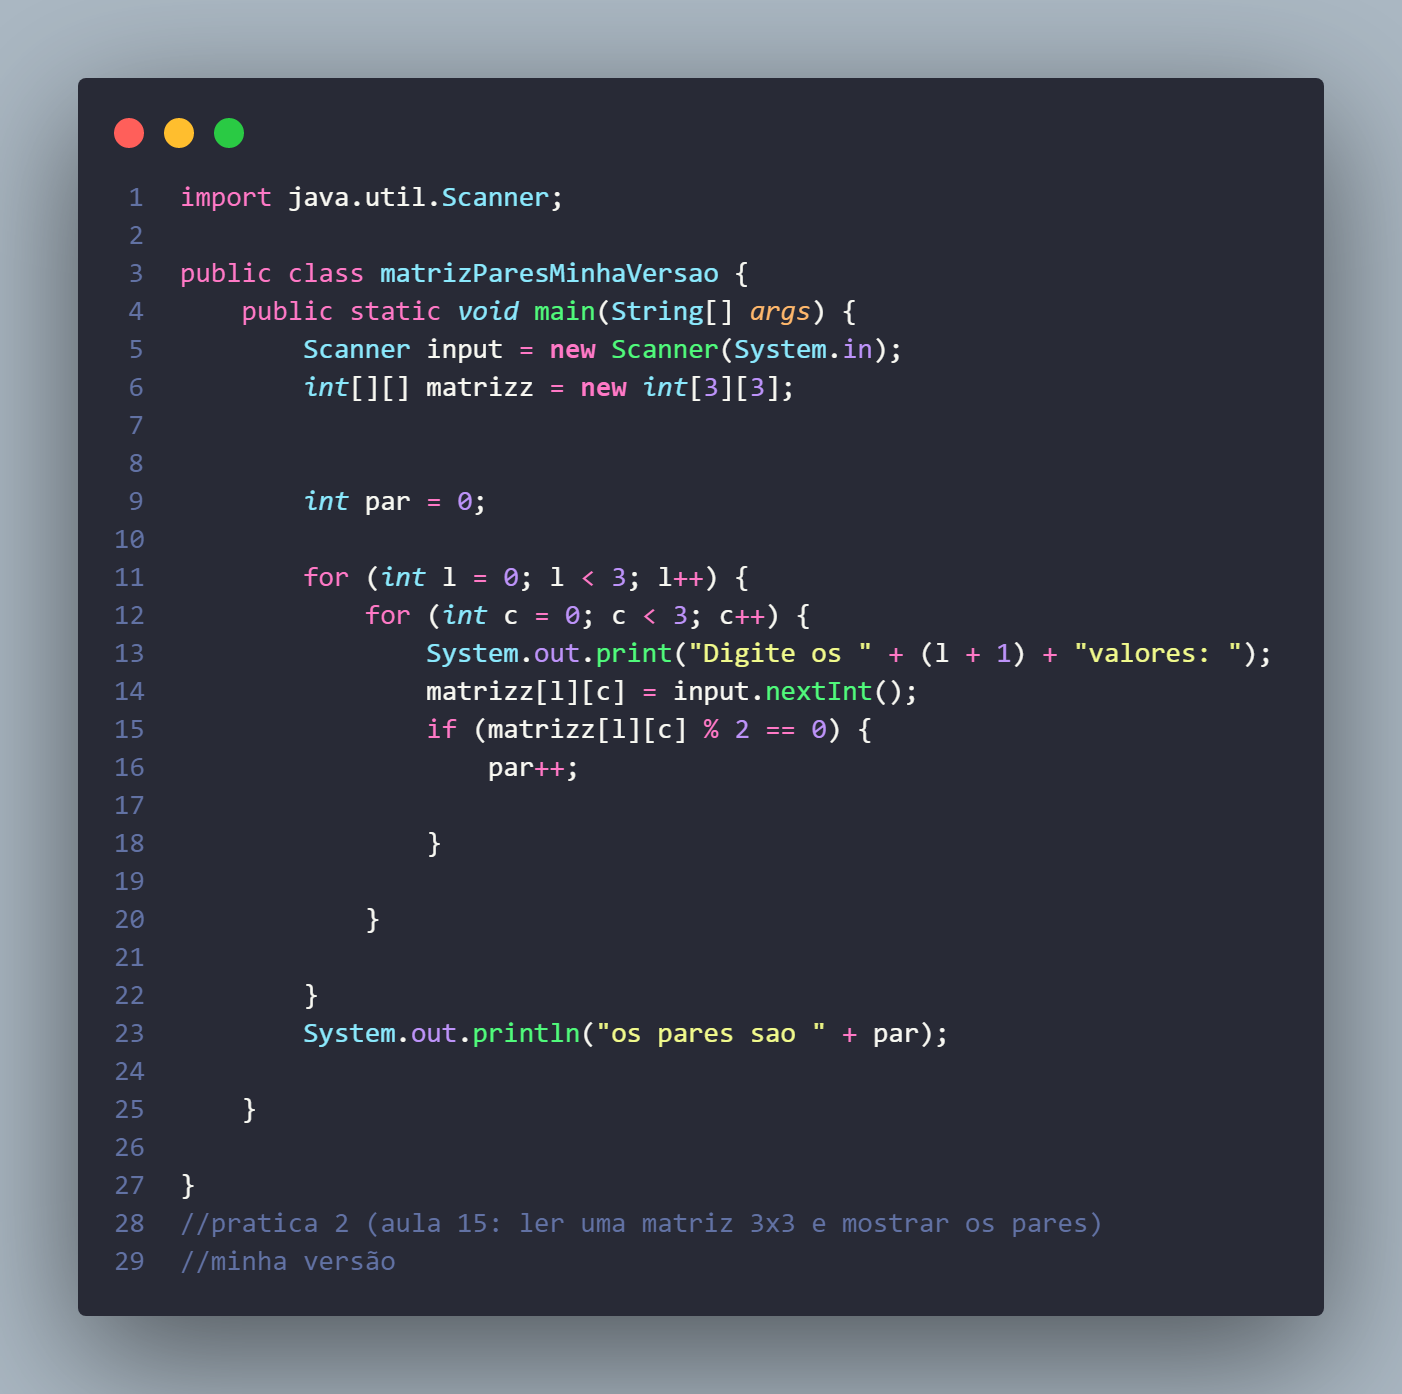 1 import java.util.Scanner;
2
3 public class matrizParesMinhaVersao {
4     public static void main(String[] args) {
5         Scanner input = new Scanner(System.in);
6         int[][] matrizz = new int[3][3];
7
8
9         int par = 0;
10
11         for (int l = 0; l < 3; l++) {
12             for (int c = 0; c < 3; c++) {
13                 System.out.print("Digite os " + (l + 1) + "valores: ");
14                 matrizz[l][c] = input.nextInt();
15                 if (matrizz[l][c] % 2 == 0) {
16                     par++;
17
18                 }
19
20             }
21
22         }
23         System.out.println("os pares sao " + par);
24
25     }
26
27 }
28 //pratica 2 (aula 15: ler uma matriz 3x3 e mostrar os pares)
29 //minha versão